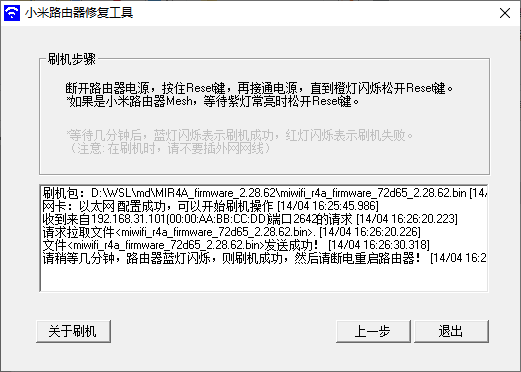 小米路由器修复工具
刷机步骤
断开路由器电源，按住Reset键，再接通电源，直到橙灯闪烁松开Reset键。
*如果是小米路由器Mesh，等待紫灯常亮时松开Reset键。
*等待几分钟后，蓝灯闪烁表示刷机成功，红灯闪烁表示刷机失败。
（注意: 在刷机时，请不要插外网网线）
刷机包：D:\WSL\md\MIR4A_firmware_2.28.62\miwifi_r4a_firmware_72d65_2.28.62.bin [14/
网卡：以太网 配置成功，可以开始刷机操作 [14/04 16:25:45.986]
收到来自192.168.31.101(00:00:AA:BB:CC:DD)端口2642的请求 [14/04 16:26:20.223]
请求拉取文件<miwifi_r4a_firmware_72d65_2.28.62.bin>. [14/04 16:26:20.226]
文件<miwifi_r4a_firmware_72d65_2.28.62.bin>发送成功！ [14/04 16:26:30.318]
请稍等几分钟，路由器蓝灯闪烁，则刷机成功，然后请断电重启路由器！ [14/04 16:2
关于刷机
上一步
退出